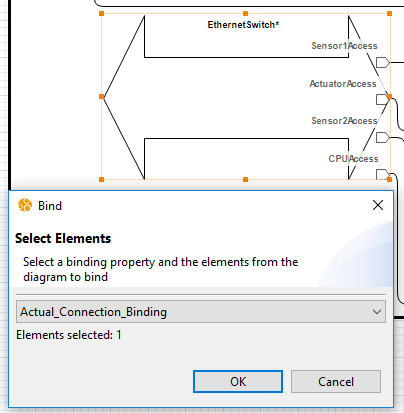 EthernetSwitch*
Sensor1Access
ActuatorAccess
Sensor2Access
CPUAccess
Bind
Select Elements
Select a binding property and the elements from the
diagram to bind
Actual_Connection_Binding
Elements selected: 1
OK
Cancel